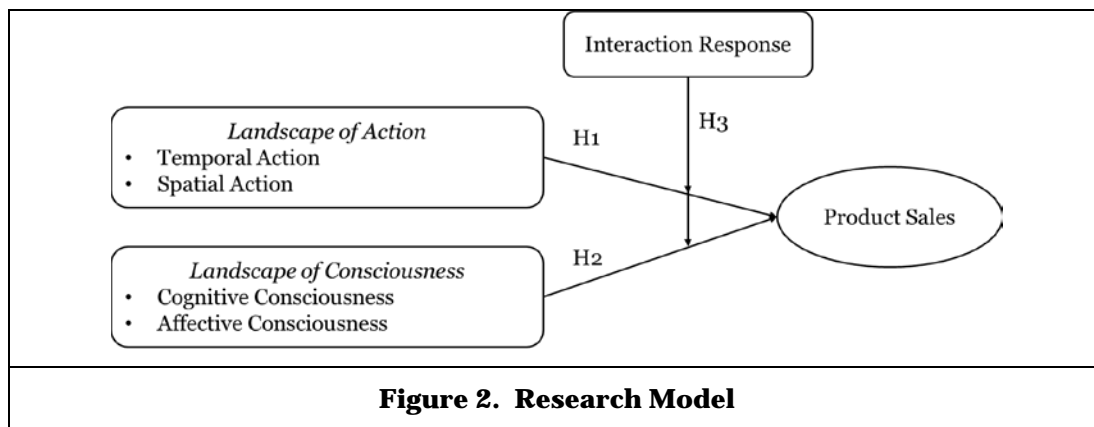 Interaction Response
H3
Landscape of Action
• Temporal Action
• Spatial Action
H1
Product Sales
Landscape of Consciousness
• Cognitive Consciousness
• Affective Consciousness
H2
Figure 2. Research Model